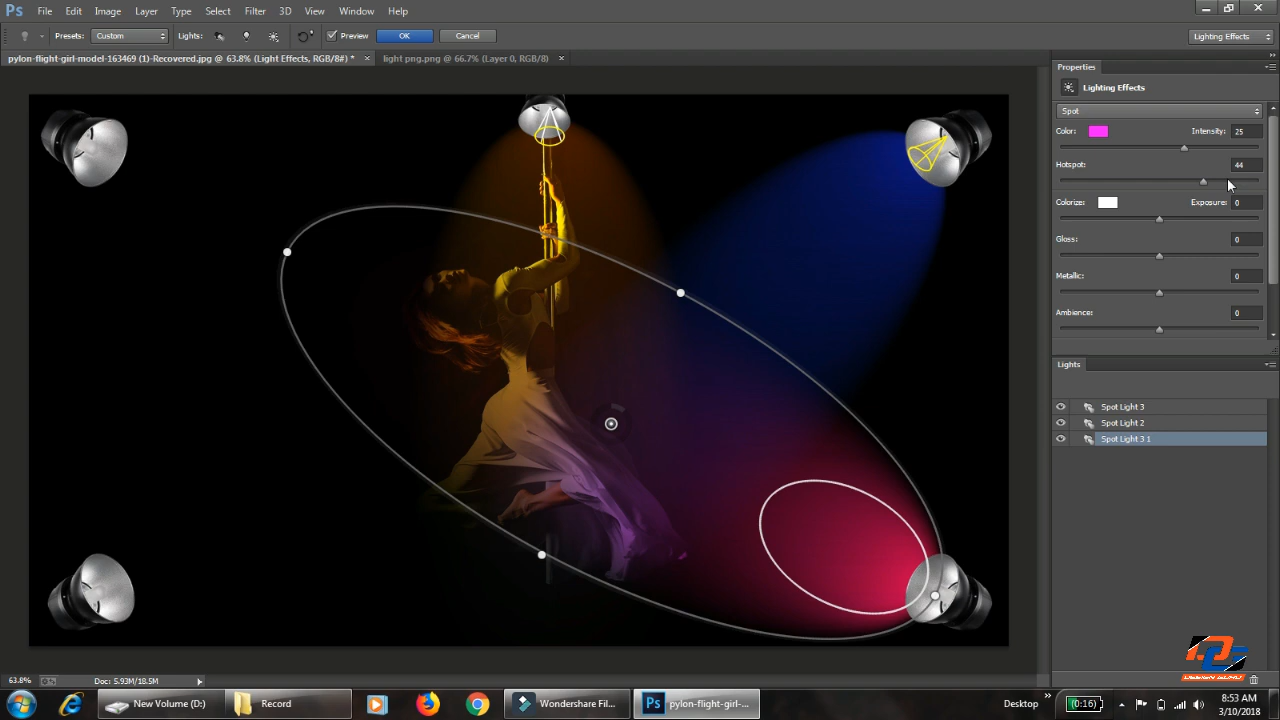 Ps File Edit Image Layer Type Select Filter 3D View Window Help
Presets: Custom Lights: Preview OK Cancel Lighting Effects
pylon-flight-girl-model-163469 (1)-Recovered.jpg @ 63.8% (Light Effects, RGB/8#) * × light png.png @ 66.7% (Layer 0, RGB/8) ×
Properties
Lighting Effects
Spot
Color: Intensity: 25
Hotspot: 44
Colorize: Exposure: 0
Gloss: 0
Metallic: 0
Ambience: 0
Lights
Spot Light 3
Spot Light 2
Spot Light 3 1
DESIGN GURU
63.8% Doc: 5.93M/18.5M
New Volume (D:) Record Wondershare Fil... Ps pylon-flight-girl-... Desktop » (0:16) 8:53 AM
3/10/2018